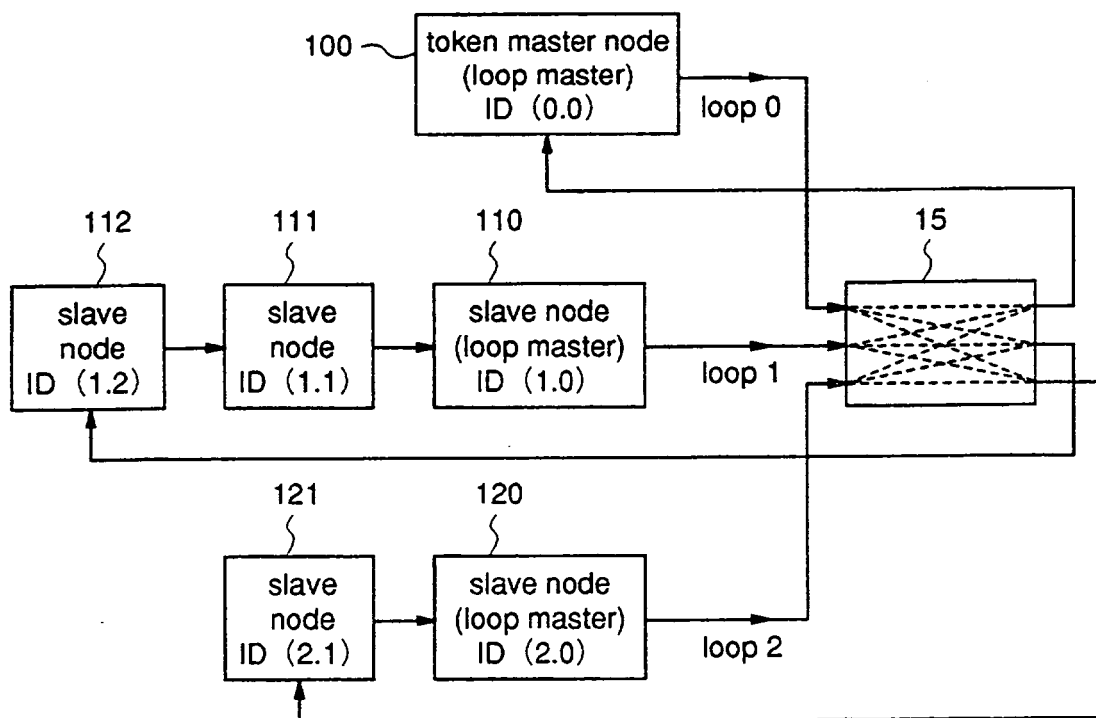 100
token master node
(loop master)
ID (0.0)
loop 0
112
111
110
15
slave
node
ID (1.2)
slave
node
ID (1.1)
slave node
(loop master)
ID (1.0)
loop 1
121
120
slave
node
ID (2.1)
slave node
(loop master)
ID (2.0)
loop 2